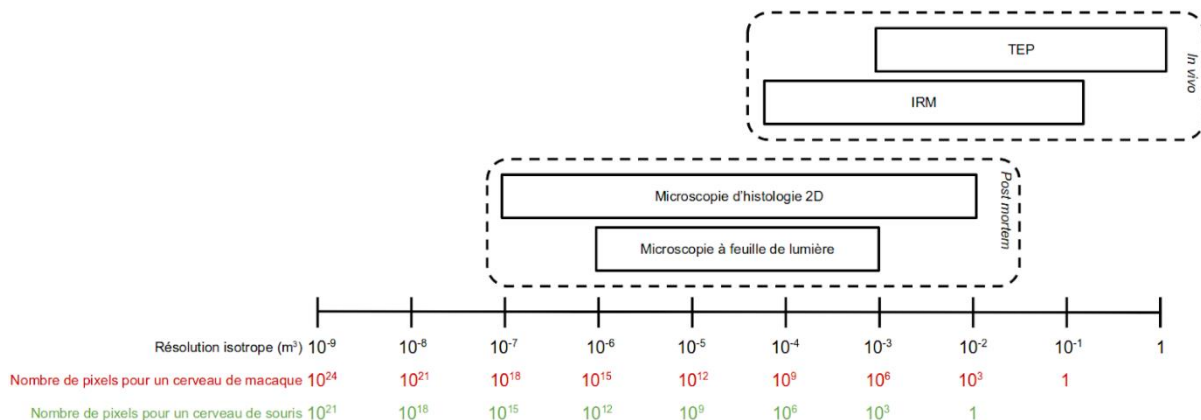 TEP
In vivo
IRM
Microscopie d'histologie 2D
Post mortem
Microscopie à feuille de lumière
Résolution isotrope (m³) 10⁻⁹ 10⁻⁸ 10⁻⁷ 10⁻⁶ 10⁻⁵ 10⁻⁴ 10⁻³ 10⁻² 10⁻¹ 1
Nombre de pixels pour un cerveau de macaque 10²⁴ 10²¹ 10¹⁸ 10¹⁵ 10¹² 10⁹ 10⁶ 10³ 1
Nombre de pixels pour un cerveau de souris 10²¹ 10¹⁸ 10¹⁵ 10¹² 10⁹ 10⁶ 10³ 1